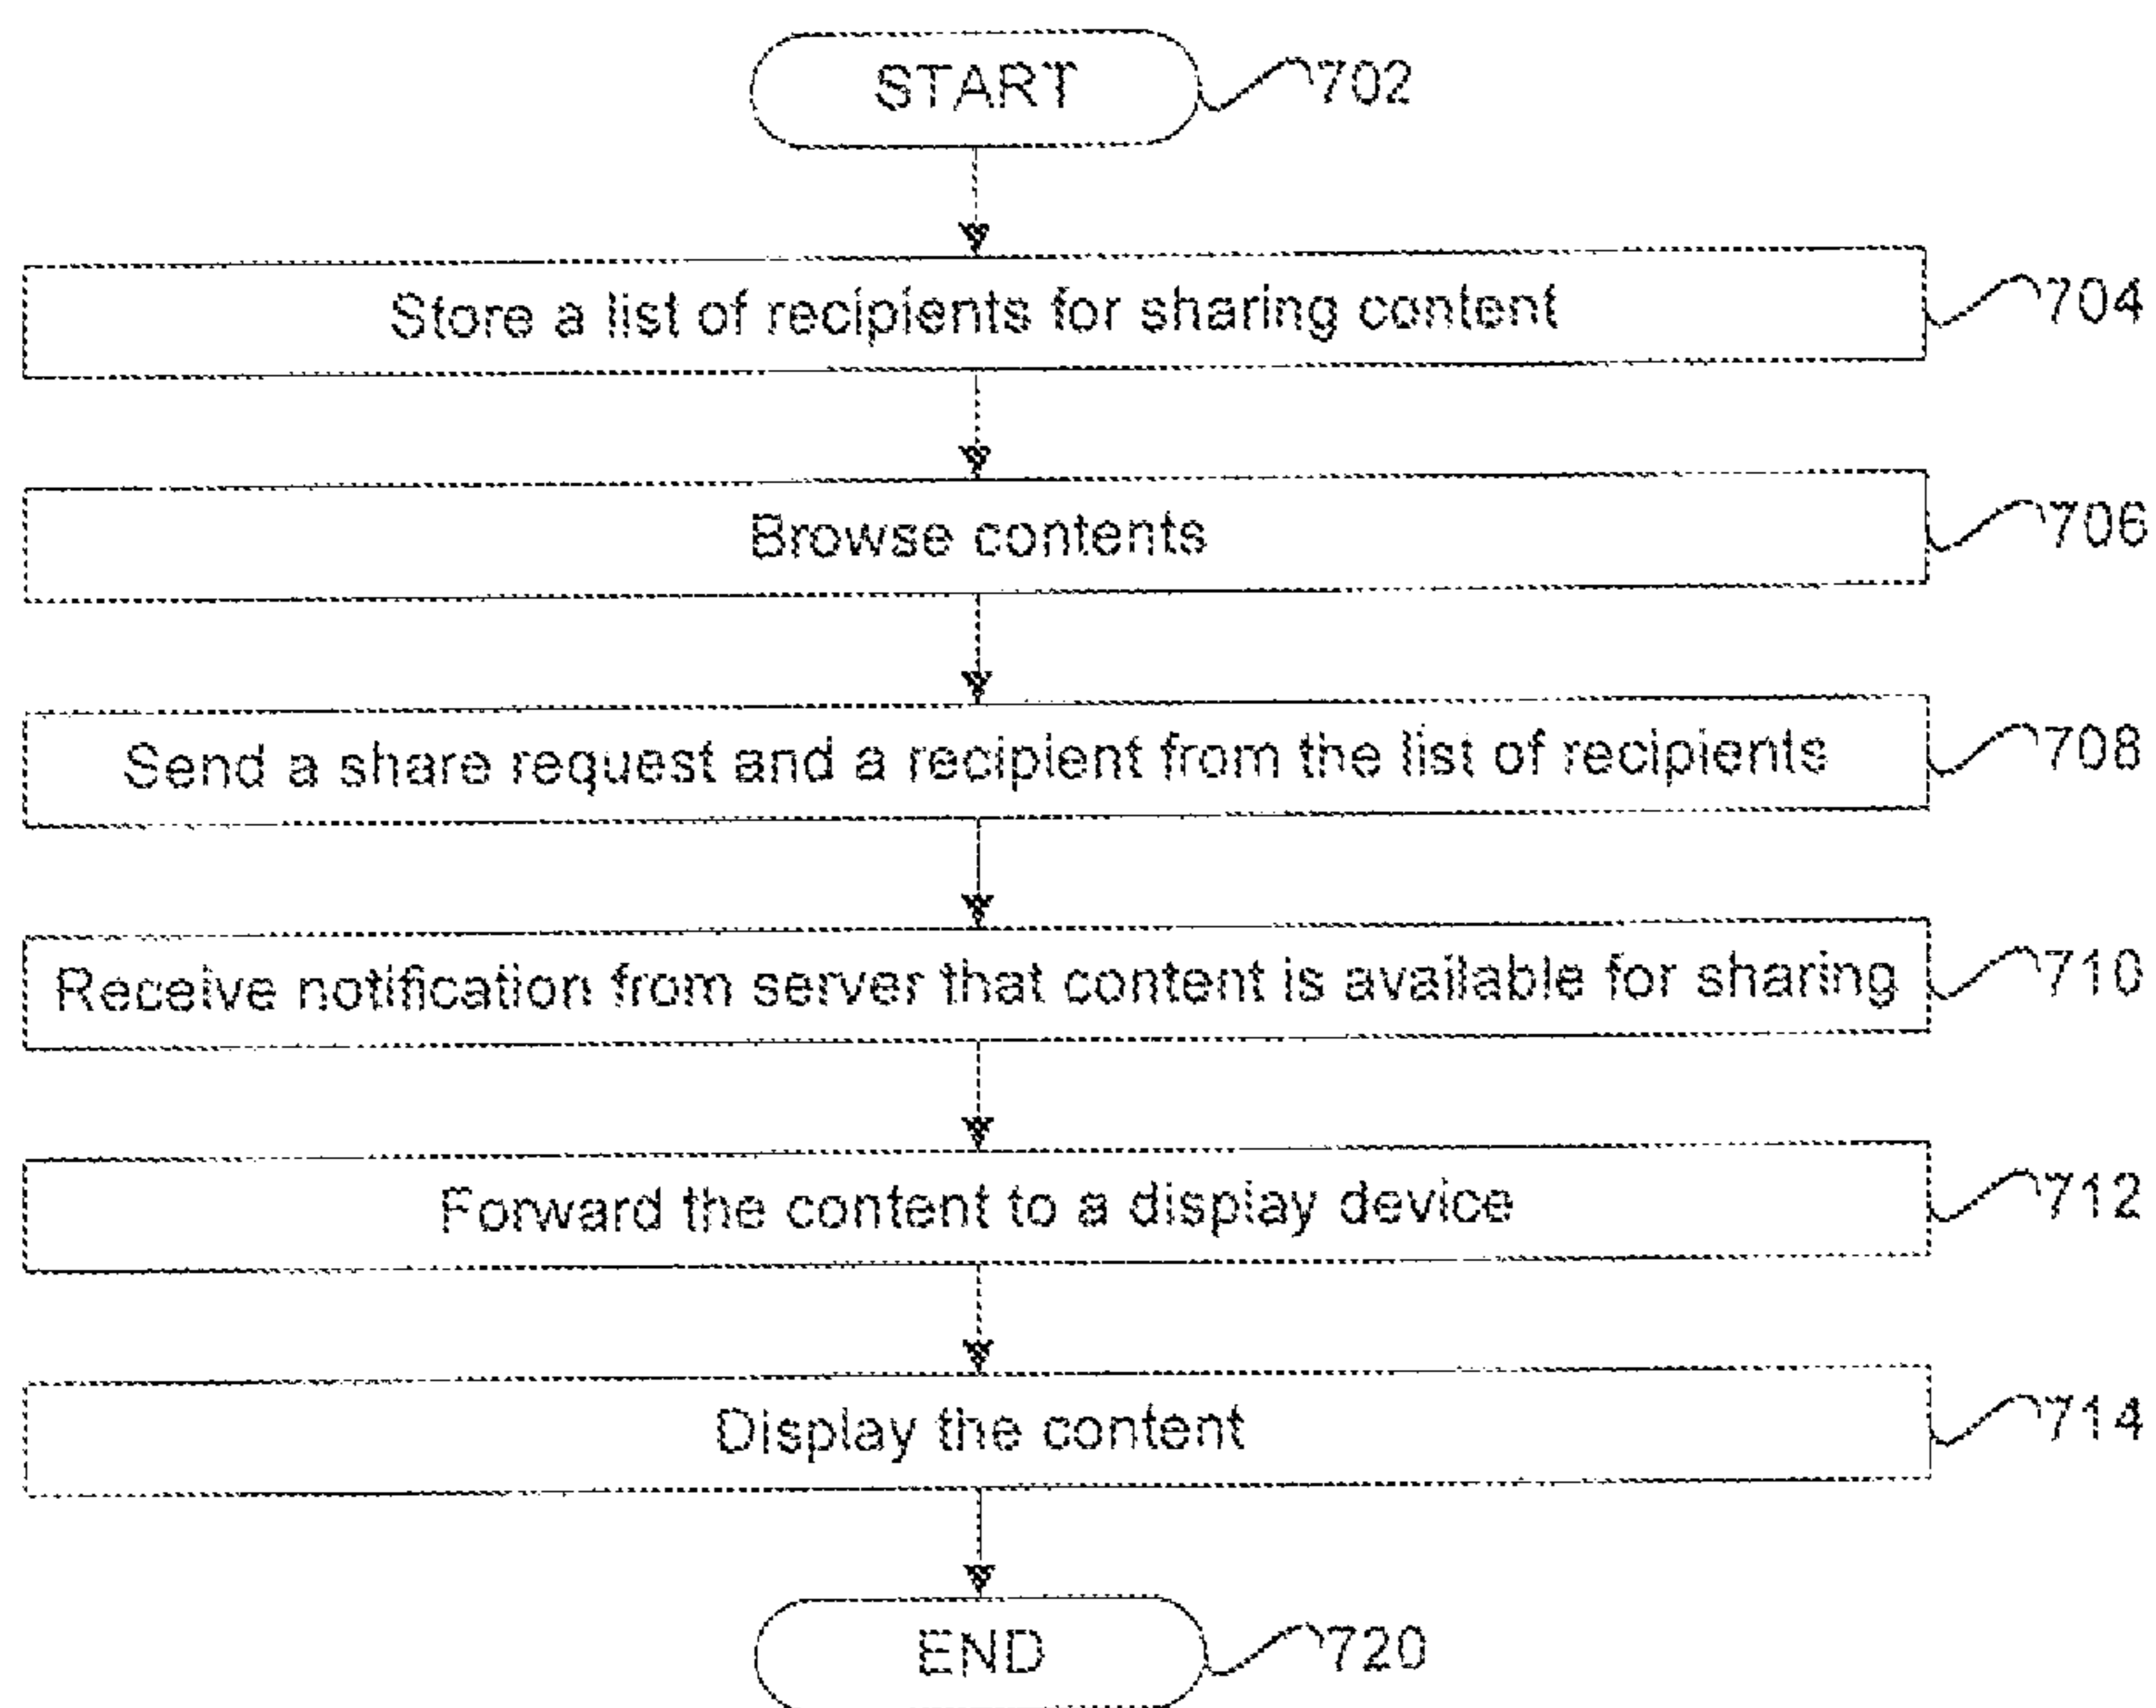 START
702
Store a list of recipients for sharing content
704
Browse contents
706
Send a share request and a recipient from the list of recipients
708
Receive notification from server that content is available for sharing
710
Forward the content to a display device
712
Display the content
714
END
720